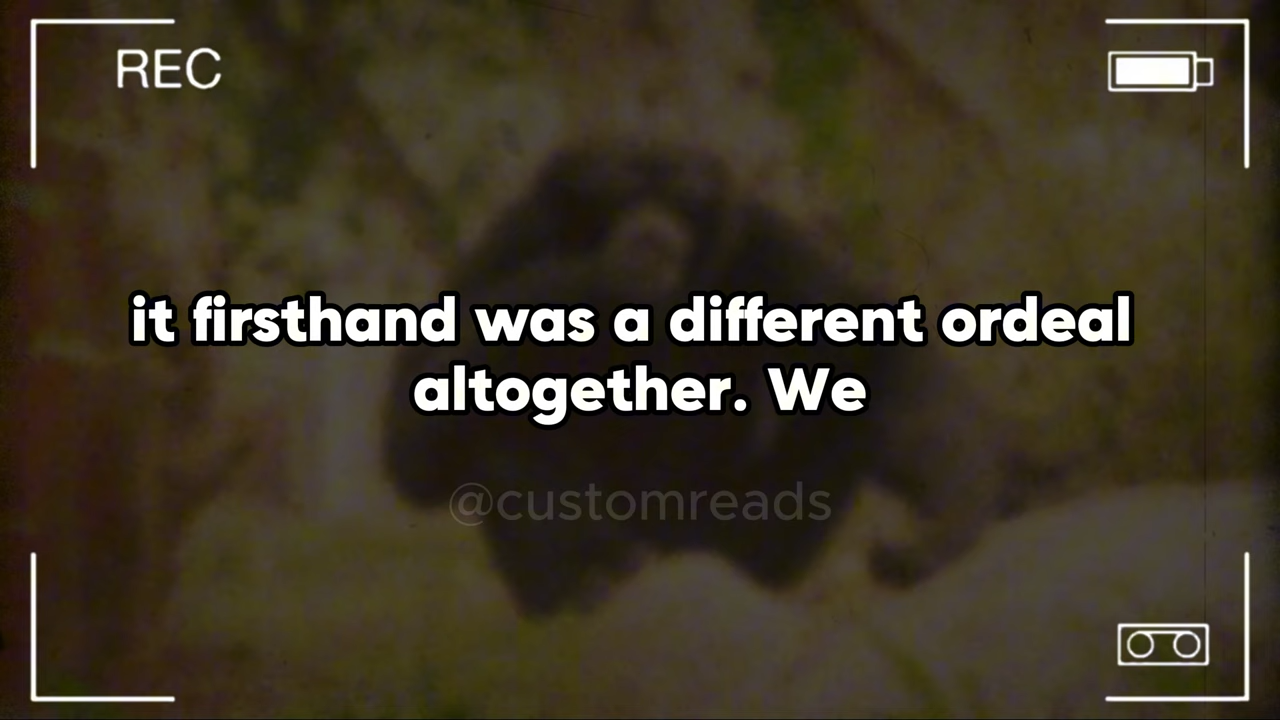 REC
it firsthand was a different ordeal
altogether. We
@customreads